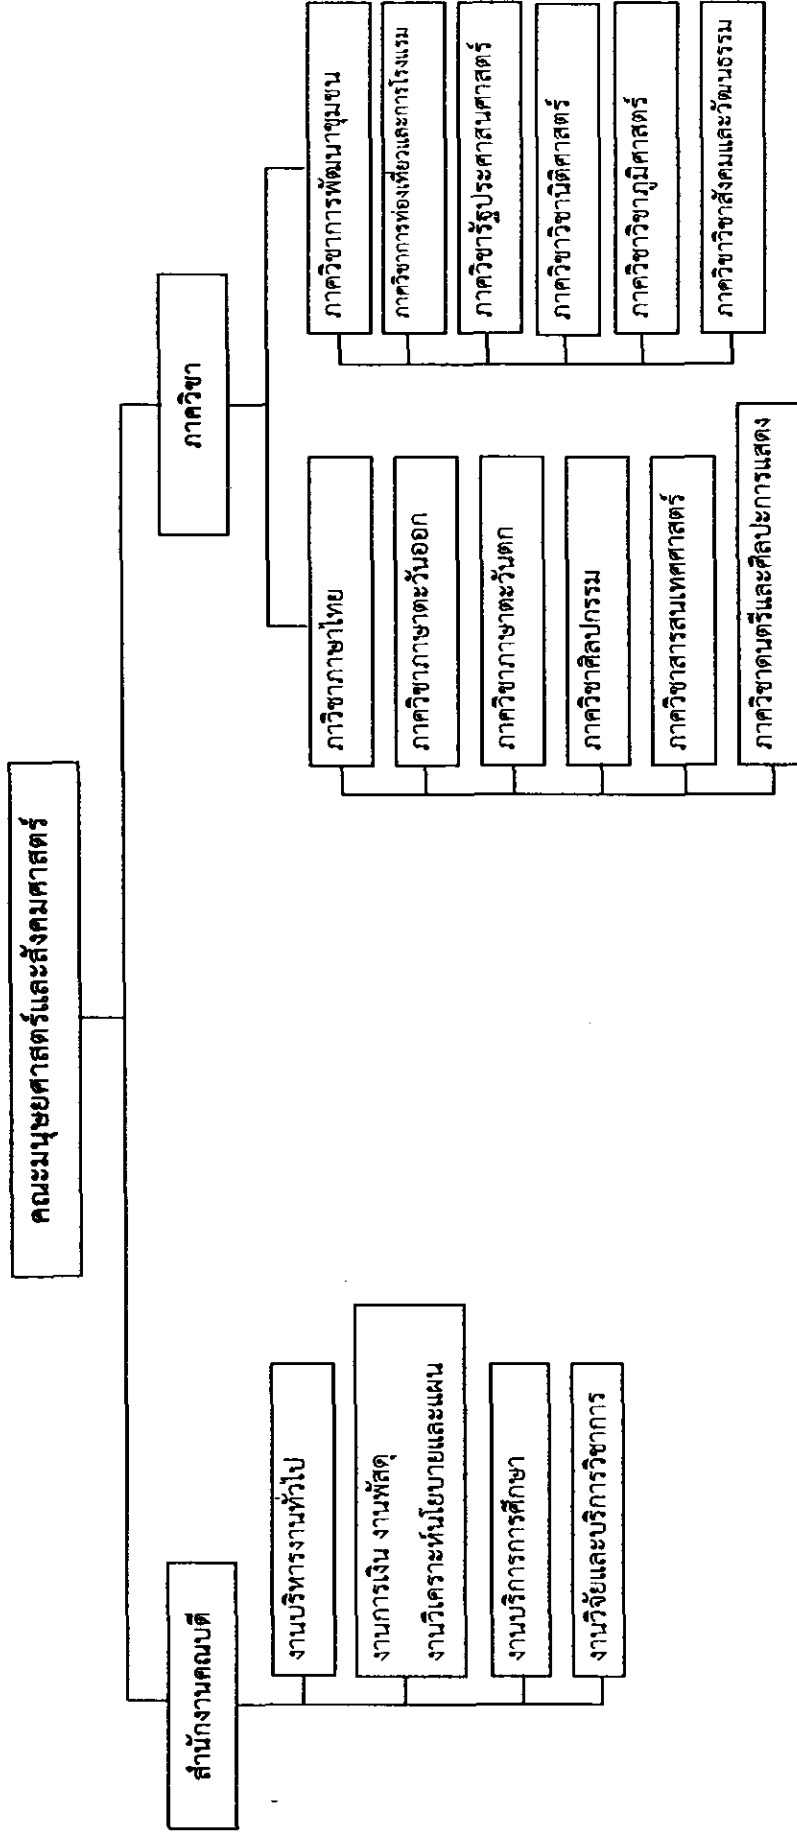 คณะมนุษยศาสตร์และสังคมศาสตร์
สำนักงานคณบดี
งานบริหารงานทั่วไป
งานการเงิน งานพัสดุ
งานวิเคราะห์นโยบายและแผน
งานบริการการศึกษา
งานวิจัยและบริการวิชาการ
ภาควิชา
ภาวิชาภาษาไทย
ภาควิชาภาษาตะวันออก
ภาควิชาภาษาตะวันตก
ภาควิชาศิลปกรรม
ภาควิชาสารสนเทศศาสตร์
ภาควิชาดนตรีและศิลปะการแสดง
ภาควิชาการพัฒนาชุมชน
ภาควิชาการท่องเที่ยวและการโรงแรม
ภาควิชารัฐประศาสนศาสตร์
ภาควิชาวิชานิติศาสตร์
ภาควิชาวิชาภูมิศาสตร์
ภาควิชาวิชาสังคมและวัฒนธรรม